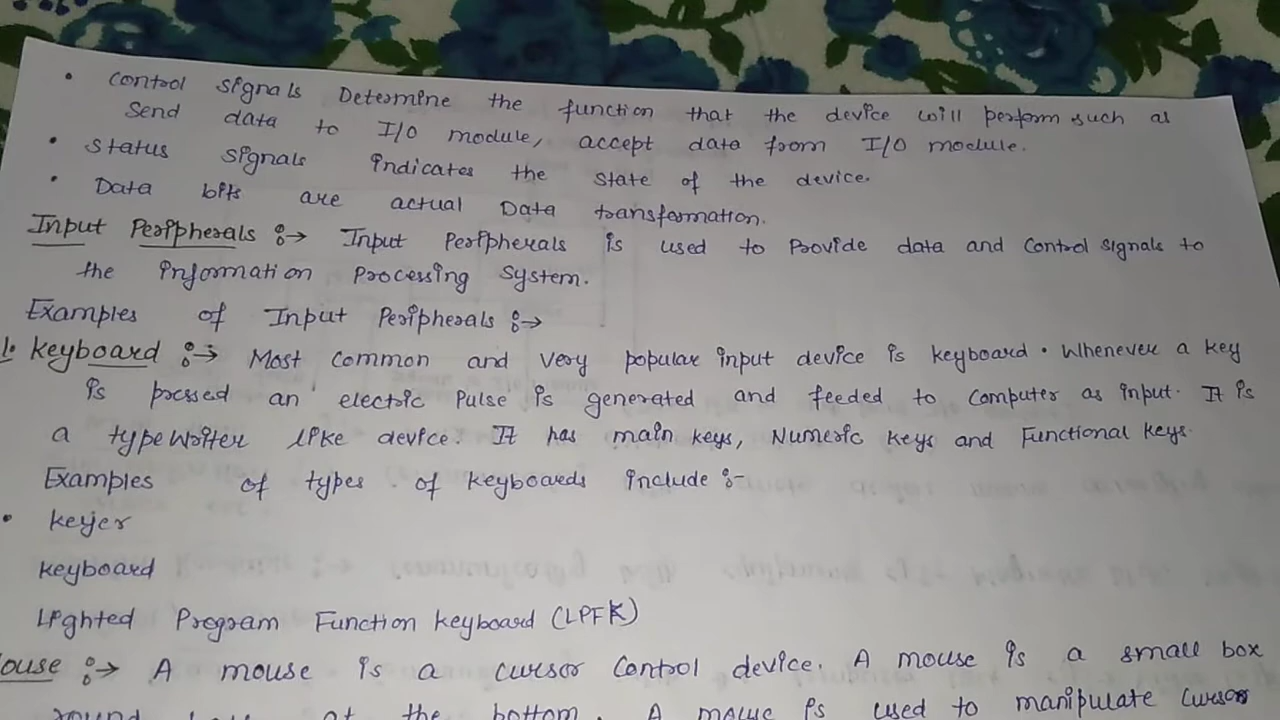 • Control signals Determine the function that the device will perform such as
Send data to I/O module, accept data from I/O module.
• Status signals indicates the state of the device.
• Data bits are actual Data transformation.
Input Peripherals :→ Input Peripherals is used to Provide data and Control signals to
the information Processing System.
Examples of Input Peripherals :→
1. Keyboard :→ Most Common and very popular input device is keyboard. Whenever a key
is pressed an electric Pulse is generated and feeded to Computer as input. It is
a typewriter like device. It has main keys, Numeric keys and Functional keys.
Examples of types of keyboards include :-
• keyer
keyboard
Lighted Program Function keyboard (LPFK)
ouse :→ A mouse is a cursor Control device. A mouse is a small box
round at the bottom. A mouse is used to manipulate Cursor